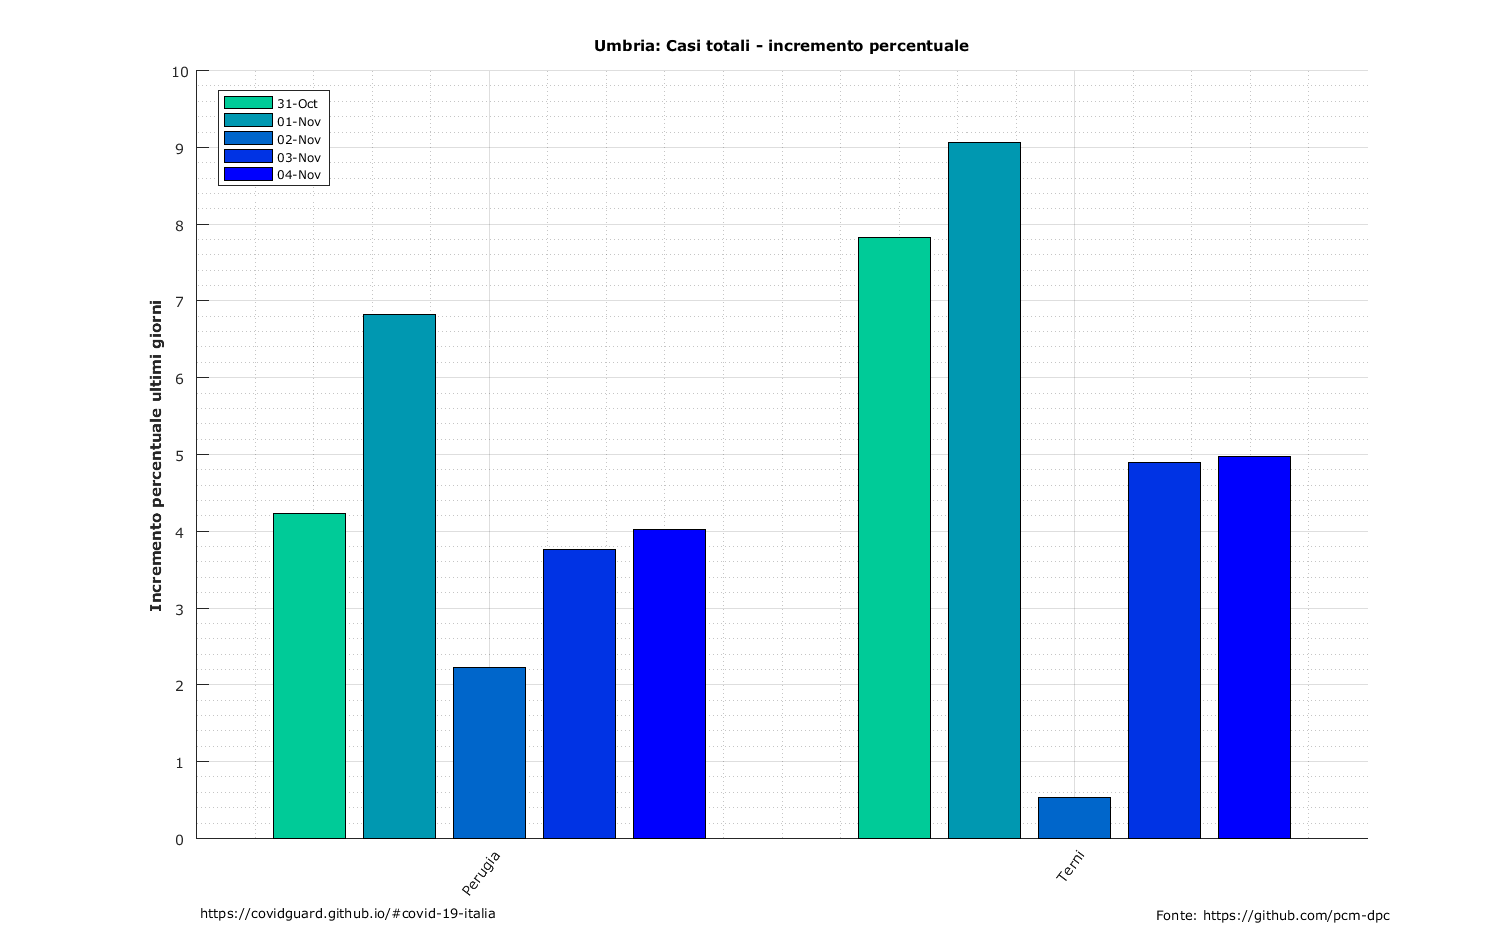 Umbria: Casi totali - incremento percentuale
10
9
8
7
6
5
4
3
2
1
0
31-Oct
01-Nov
02-Nov
03-Nov
04-Nov
Incremento percentuale ultimi giorni
Perugia
Terni
https://covidguard.github.io/#covid-19-italia
Fonte: https://github.com/pcm-dpc